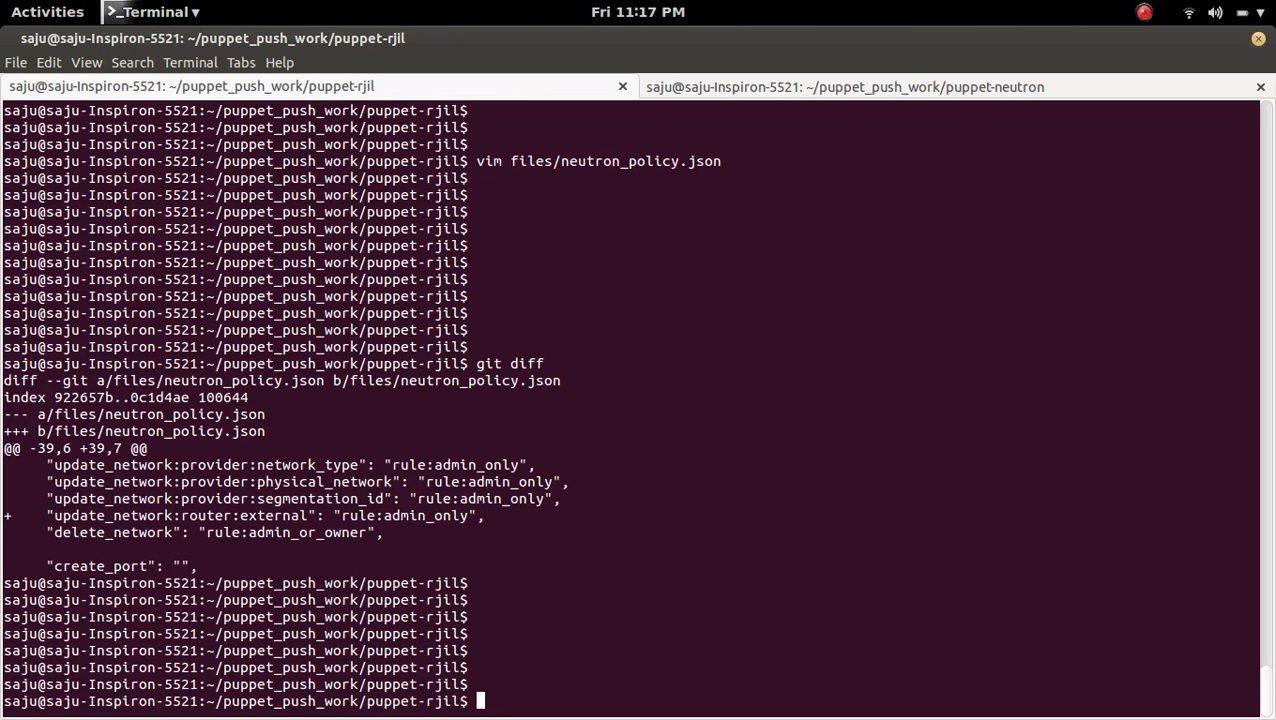 Activities >_Terminal ▾ Fri 11:17 PM
saju@saju-Inspiron-5521: ~/puppet_push_work/puppet-rjil
File Edit View Search Terminal Tabs Help
saju@saju-Inspiron-5521: ~/puppet_push_work/puppet-rjil saju@saju-Inspiron-5521: ~/puppet_push_work/puppet-neutron
saju@saju-Inspiron-5521:~/puppet_push_work/puppet-rjil$
saju@saju-Inspiron-5521:~/puppet_push_work/puppet-rjil$
saju@saju-Inspiron-5521:~/puppet_push_work/puppet-rjil$
saju@saju-Inspiron-5521:~/puppet_push_work/puppet-rjil$ vim files/neutron_policy.json
saju@saju-Inspiron-5521:~/puppet_push_work/puppet-rjil$
saju@saju-Inspiron-5521:~/puppet_push_work/puppet-rjil$
saju@saju-Inspiron-5521:~/puppet_push_work/puppet-rjil$
saju@saju-Inspiron-5521:~/puppet_push_work/puppet-rjil$
saju@saju-Inspiron-5521:~/puppet_push_work/puppet-rjil$
saju@saju-Inspiron-5521:~/puppet_push_work/puppet-rjil$
saju@saju-Inspiron-5521:~/puppet_push_work/puppet-rjil$
saju@saju-Inspiron-5521:~/puppet_push_work/puppet-rjil$
saju@saju-Inspiron-5521:~/puppet_push_work/puppet-rjil$
saju@saju-Inspiron-5521:~/puppet_push_work/puppet-rjil$
saju@saju-Inspiron-5521:~/puppet_push_work/puppet-rjil$
saju@saju-Inspiron-5521:~/puppet_push_work/puppet-rjil$ git diff
diff --git a/files/neutron_policy.json b/files/neutron_policy.json
index 922657b..0c1d4ae 100644
--- a/files/neutron_policy.json
+++ b/files/neutron_policy.json
@@ -39,6 +39,7 @@
     "update_network:provider:network_type": "rule:admin_only",
     "update_network:provider:physical_network": "rule:admin_only",
     "update_network:provider:segmentation_id": "rule:admin_only",
+    "update_network:router:external": "rule:admin_only",
     "delete_network": "rule:admin_or_owner",
     "create_port": "",
saju@saju-Inspiron-5521:~/puppet_push_work/puppet-rjil$
saju@saju-Inspiron-5521:~/puppet_push_work/puppet-rjil$
saju@saju-Inspiron-5521:~/puppet_push_work/puppet-rjil$
saju@saju-Inspiron-5521:~/puppet_push_work/puppet-rjil$
saju@saju-Inspiron-5521:~/puppet_push_work/puppet-rjil$
saju@saju-Inspiron-5521:~/puppet_push_work/puppet-rjil$
saju@saju-Inspiron-5521:~/puppet_push_work/puppet-rjil$
saju@saju-Inspiron-5521:~/puppet_push_work/puppet-rjil$